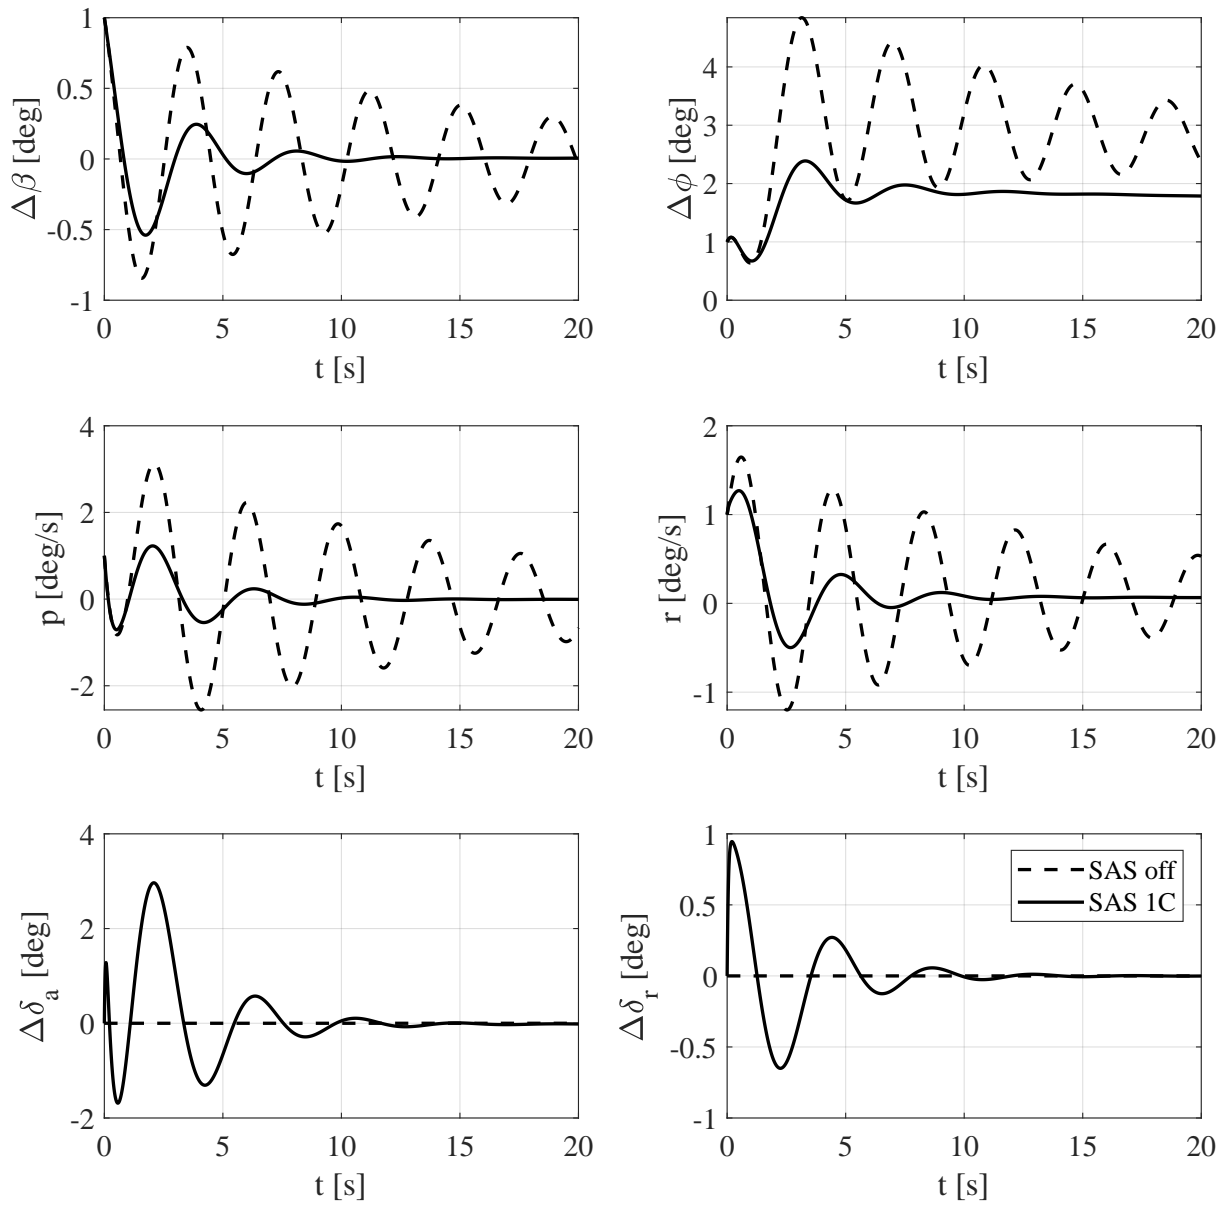 1
0.5
0
-0.5
-1
Δβ [deg]
0 5 10 15 20
t [s]
4
3
2
1
0
Δϕ [deg]
0 5 10 15 20
t [s]
4
2
0
-2
p [deg/s]
0 5 10 15 20
t [s]
2
1
0
-1
r [deg/s]
0 5 10 15 20
t [s]
4
2
0
-2
Δδa [deg]
0 5 10 15 20
t [s]
1
0.5
0
-0.5
-1
Δδr [deg]
SAS off
SAS 1C
0 5 10 15 20
t [s]